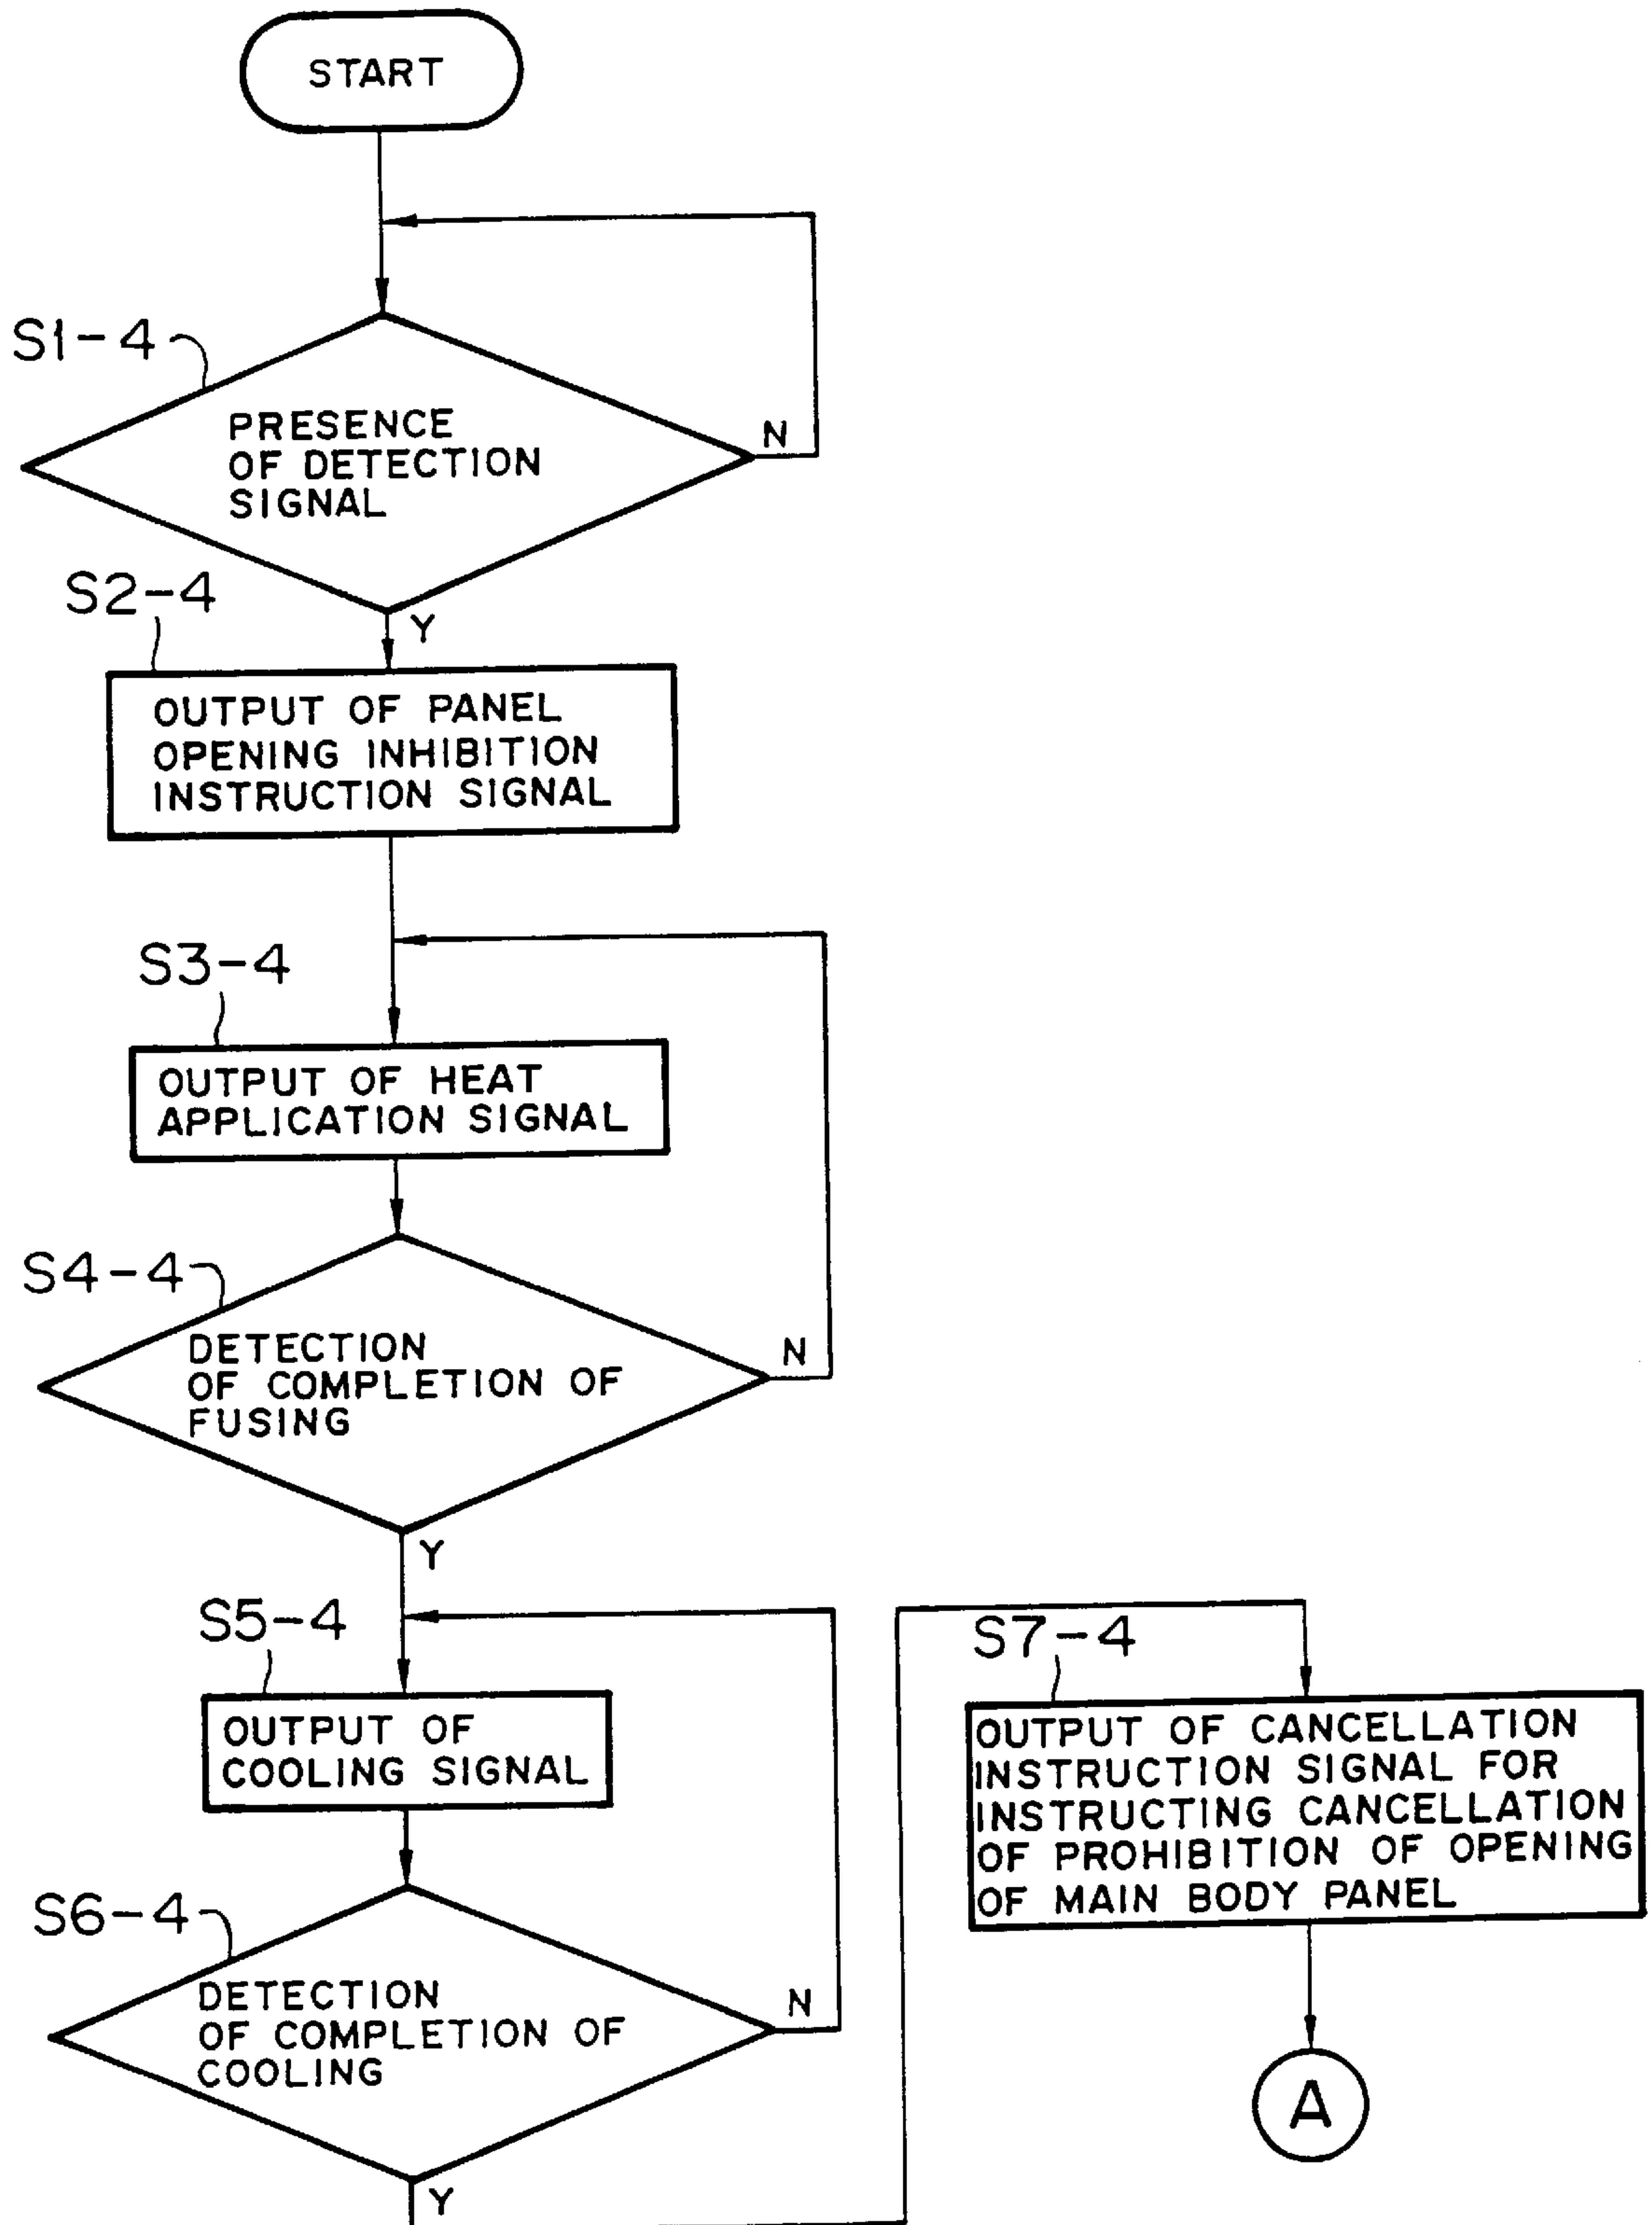 START
S1-4
PRESENCE
OF DETECTION
SIGNAL
N
Y
S2-4
OUTPUT OF PANEL
OPENING INHIBITION
INSTRUCTION SIGNAL
S3-4
OUTPUT OF HEAT
APPLICATION SIGNAL
S4-4
DETECTION
OF COMPLETION OF
FUSING
N
Y
S5-4
OUTPUT OF
COOLING SIGNAL
S6-4
DETECTION
OF COMPLETION OF
COOLING
N
Y
S7-4
OUTPUT OF CANCELLATION
INSTRUCTION SIGNAL FOR
INSTRUCTING CANCELLATION
OF PROHIBITION OF OPENING
OF MAIN BODY PANEL
A